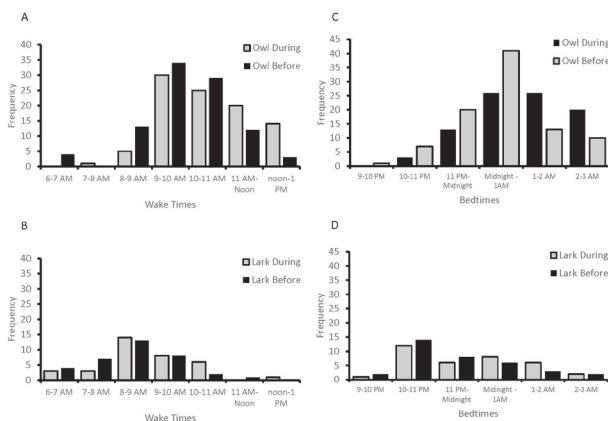 A
Owl During
Owl Before
Frequency
40
35
30
25
20
15
10
5
0
6-7 AM 7-8 AM 8-9 AM 9-10 AM 10-11 AM 11 AM- noon-1
Noon PM
Wake Times
B
Lark During
Lark Before
Frequency
40
35
30
25
20
15
10
5
0
6-7 AM 7-8 AM 8-9 AM 9-10 AM 10-11 AM 11 AM- noon-1
Noon PM
Wake Times
C
Owl During
Owl Before
Frequency
45
40
35
30
25
20
15
10
5
0
9-10 PM 10-11 PM 11 PM- Midnight - 1-2 AM 2-3 AM
Midnight 1AM
Bedtimes
D
Lark During
Lark Before
Frequency
45
40
35
30
25
20
15
10
5
0
9-10 PM 10-11 PM 11 PM- Midnight - 1-2 AM 2-3 AM
Midnight 1AM
Bedtimes